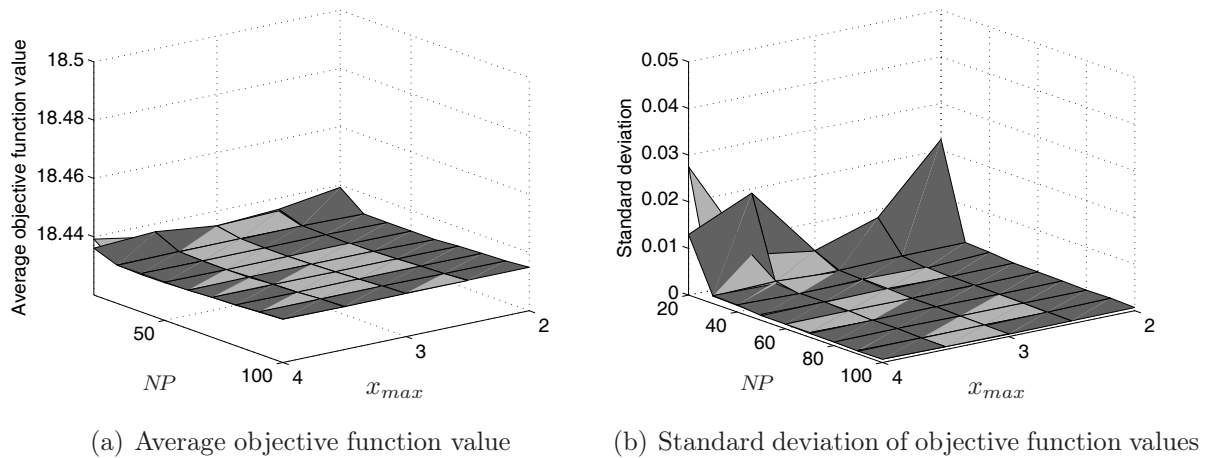 18.5
18.48
18.46
18.44
Average objective function value
50
100
NP
4
3
2
x_max
(a) Average objective function value
0.05
0.04
0.03
0.02
0.01
0
Standard deviation
20
40
60
80
100
NP
4
3
2
x_max
(b) Standard deviation of objective function values